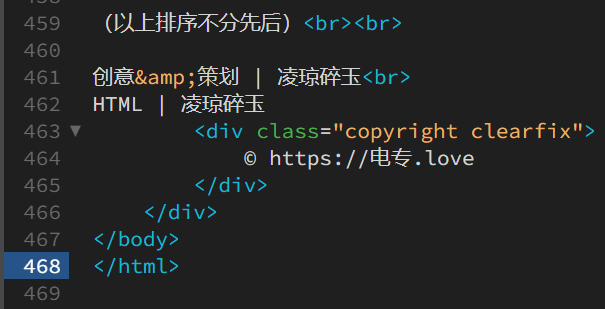 459 （以上排序不分先后）<br><br>
460
461 创意&amp;策划 | 凌琼碎玉<br>
462 HTML | 凌琼碎玉
463 ▼ <div class="copyright clearfix">
464 © https://电专.love
465 </div>
466 </div>
467 </body>
468 </html>
469